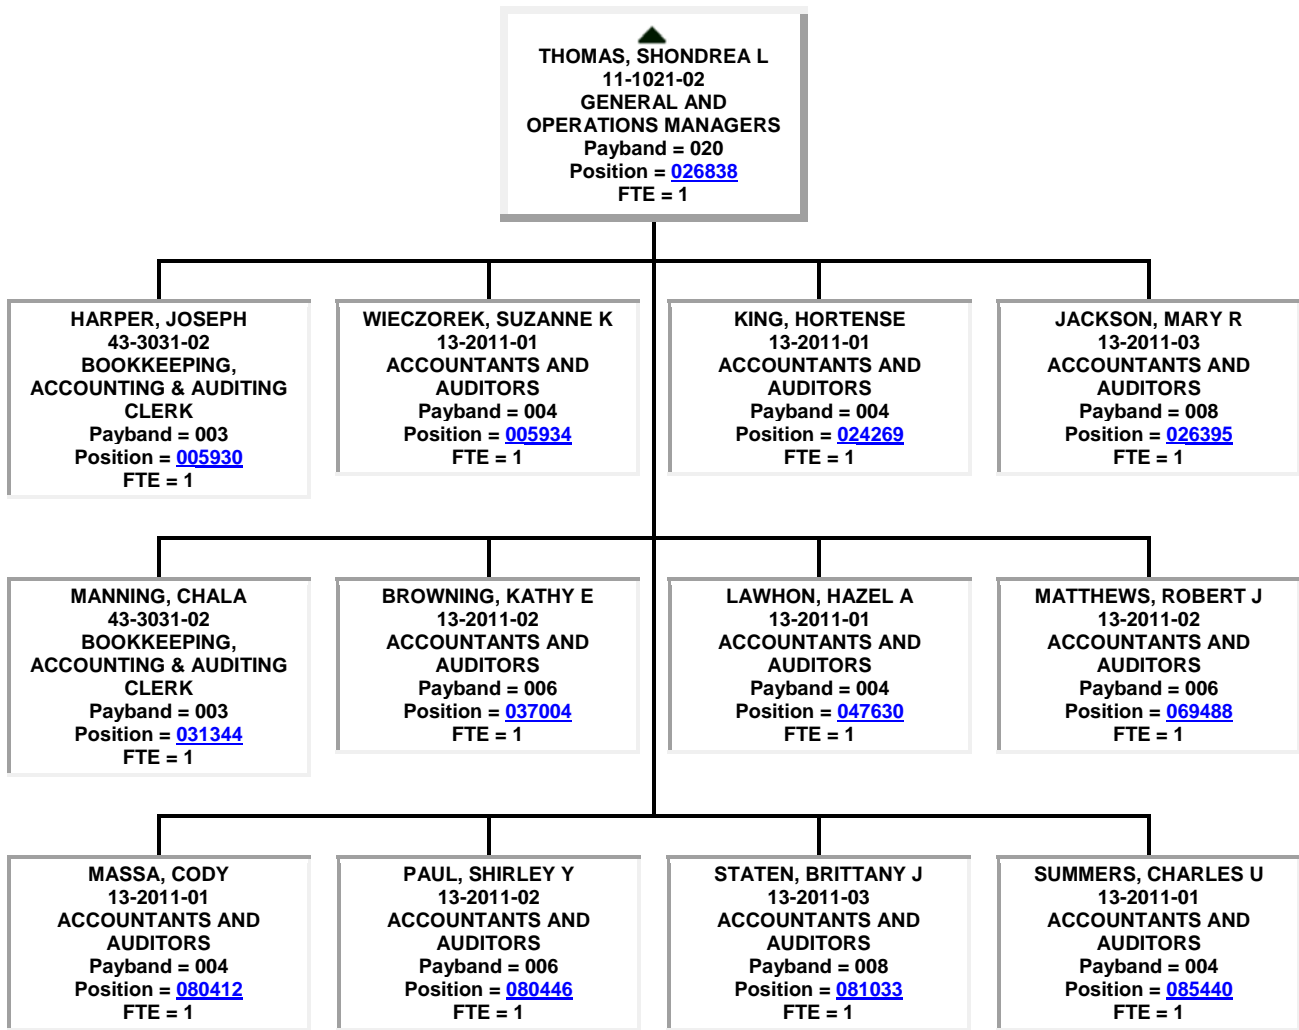 THOMAS, SHONDREA L
11-1021-02
GENERAL AND
OPERATIONS MANAGERS
Payband = 020
Position = 026838
FTE = 1
HARPER, JOSEPH
43-3031-02
BOOKKEEPING,
ACCOUNTING & AUDITING
CLERK
Payband = 003
Position = 005930
FTE = 1
WIECZOREK, SUZANNE K
13-2011-01
ACCOUNTANTS AND
AUDITORS
Payband = 004
Position = 005934
FTE = 1
KING, HORTENSE
13-2011-01
ACCOUNTANTS AND
AUDITORS
Payband = 004
Position = 024269
FTE = 1
JACKSON, MARY R
13-2011-03
ACCOUNTANTS AND
AUDITORS
Payband = 008
Position = 026395
FTE = 1
MANNING, CHALA
43-3031-02
BOOKKEEPING,
ACCOUNTING & AUDITING
CLERK
Payband = 003
Position = 031344
FTE = 1
BROWNING, KATHY E
13-2011-02
ACCOUNTANTS AND
AUDITORS
Payband = 006
Position = 037004
FTE = 1
LAWHON, HAZEL A
13-2011-01
ACCOUNTANTS AND
AUDITORS
Payband = 004
Position = 047630
FTE = 1
MATTHEWS, ROBERT J
13-2011-02
ACCOUNTANTS AND
AUDITORS
Payband = 006
Position = 069488
FTE = 1
MASSA, CODY
13-2011-01
ACCOUNTANTS AND
AUDITORS
Payband = 004
Position = 080412
FTE = 1
PAUL, SHIRLEY Y
13-2011-02
ACCOUNTANTS AND
AUDITORS
Payband = 006
Position = 080446
FTE = 1
STATEN, BRITTANY J
13-2011-03
ACCOUNTANTS AND
AUDITORS
Payband = 008
Position = 081033
FTE = 1
SUMMERS, CHARLES U
13-2011-01
ACCOUNTANTS AND
AUDITORS
Payband = 004
Position = 085440
FTE = 1